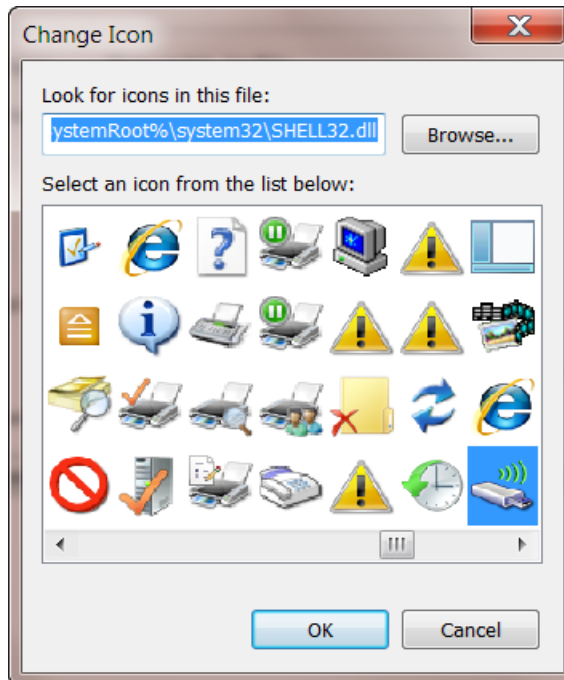 Change Icon
Look for icons in this file:
ystemRoot%\system32\SHELL32.dll
Browse...
Select an icon from the list below:
OK
Cancel